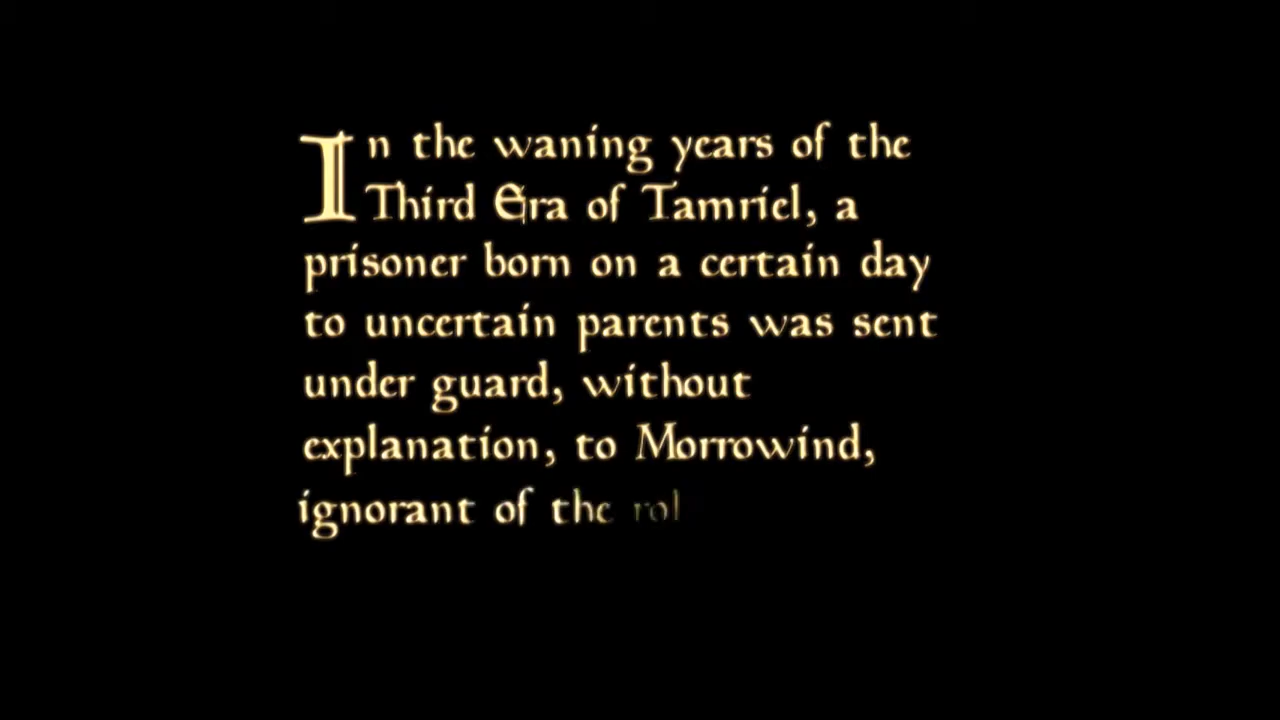 In the waning years of the
Third Era of Tamriel, a
prisoner born on a certain day
to uncertain parents was sent
under guard, without
explanation, to Morrowind,
ignorant of the rol